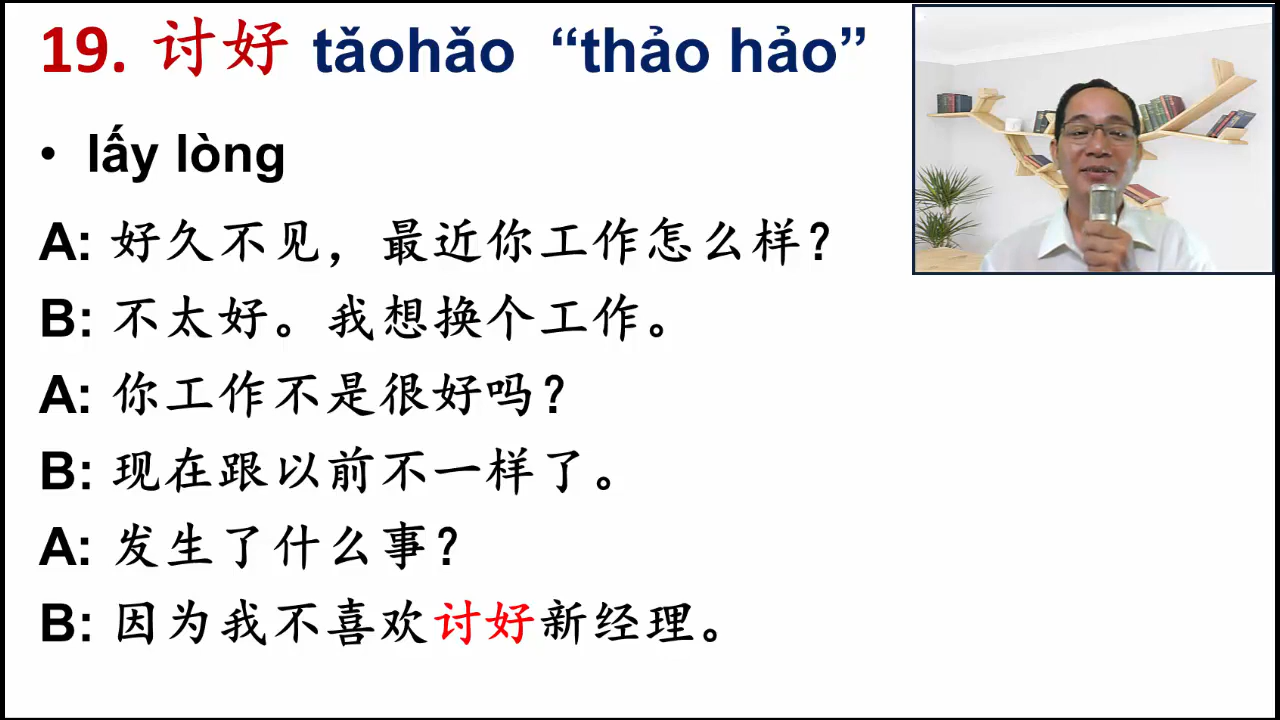 19. 讨好 tǎohǎo “thảo hảo”
• lấy lòng
A: 好久不见，最近你工作怎么样?
B: 不太好。我想换个工作。
A: 你工作不是很好吗?
B: 现在跟以前不一样了。
A: 发生了什么事?
B: 因为我不喜欢讨好新经理。